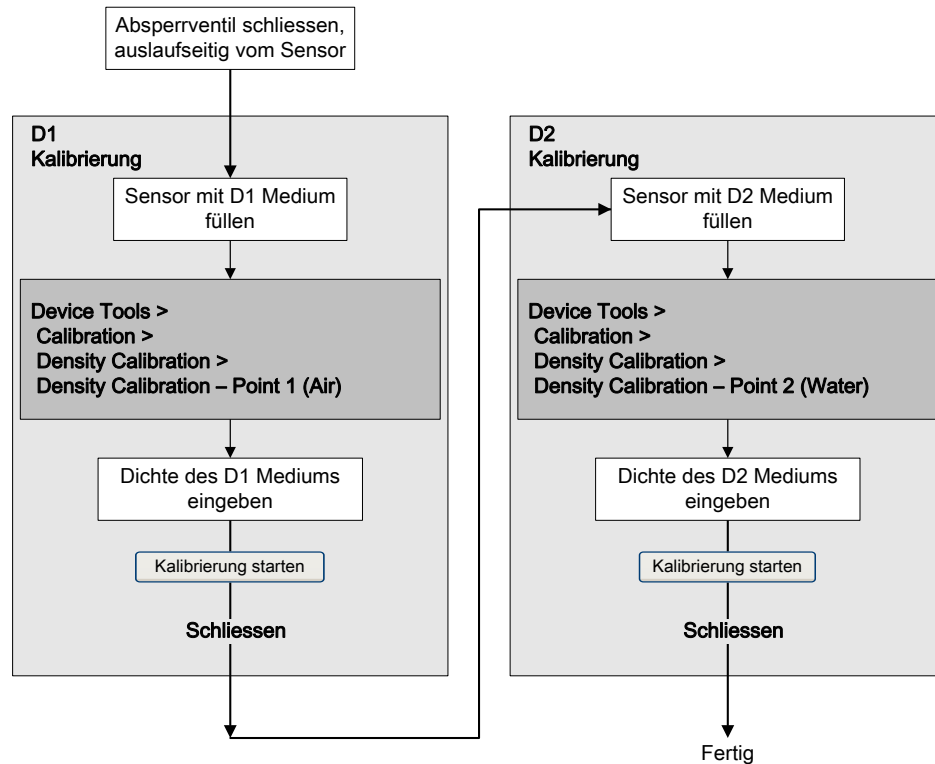 Absperrventil schliessen,
auslaufseitig vom Sensor
D1
Kalibrierung
Sensor mit D1 Medium
füllen
Device Tools >
Calibration >
Density Calibration >
Density Calibration – Point 1 (Air)
Dichte des D1 Mediums
eingeben
Kalibrierung starten
Schliessen
D2
Kalibrierung
Sensor mit D2 Medium
füllen
Device Tools >
Calibration >
Density Calibration >
Density Calibration – Point 2 (Water)
Dichte des D2 Mediums
eingeben
Kalibrierung starten
Schliessen
Fertig